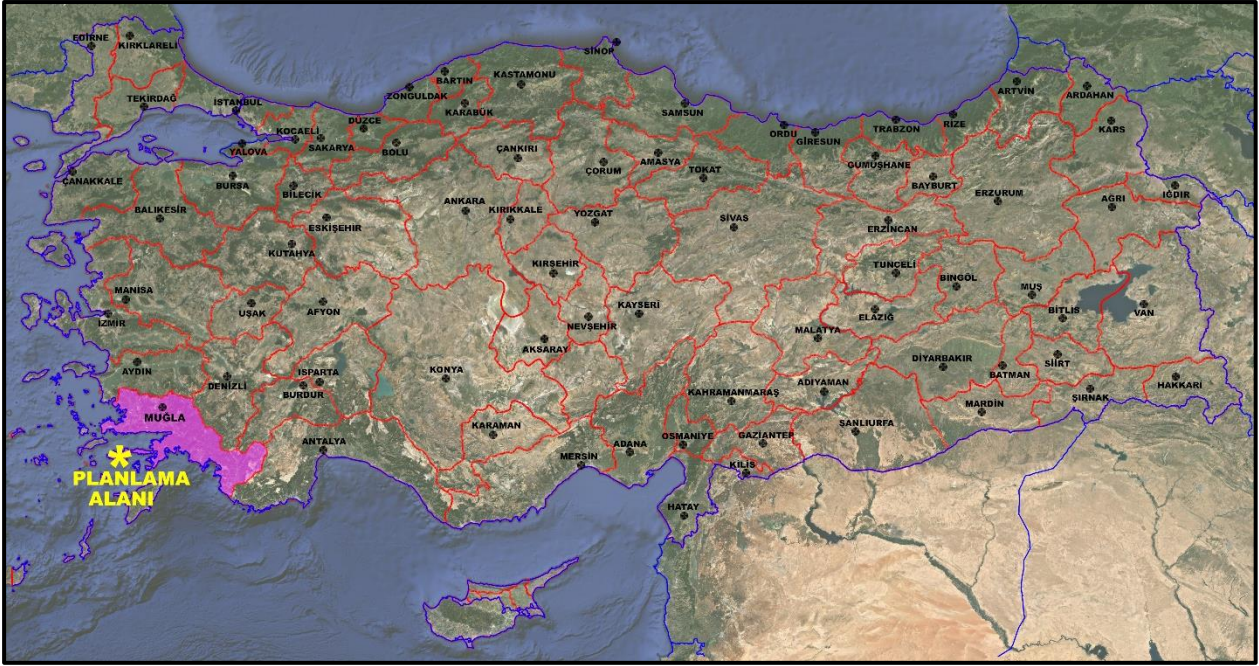 EDİRNE
KIRKLARELİ
TEKİRDAĞ
İSTANBUL
KOCAELİ
SAKARYA
YALOVA
DÜZCE
BOLU
ZONGULDAK
BARTIN
KARABÜK
KASTAMONU
SİNOP
SAMSUN
ORDU
GİRESUN
TRABZON
RİZE
ARTVİN
ARDAHAN
KARS
ÇANAKKALE
BURSA
BİLECİK
ÇANKIRI
ÇORUM
AMASYA
TOKAT
GÜMÜŞHANE
BAYBURT
ERZURUM
AĞRI
IĞDIR
BALIKESİR
ESKİŞEHİR
ANKARA
KIRIKKALE
YOZGAT
SİVAS
ERZİNCAN
KÜTAHYA
KIRŞEHİR
TUNCELİ
BİNGÖL
MUŞ
BİTLİS
VAN
MANİSA
İZMİR
UŞAK
AFYON
NEVŞEHİR
KAYSERİ
MALATYA
ELAZIĞ
AKSARAY
DİYARBAKIR
BATMAN
SİİRT
AYDIN
DENİZLİ
ISPARTA
BURDUR
KONYA
KAHRAMANMARAŞ
ADIYAMAN
MARDİN
ŞIRNAK
HAKKARİ
MUĞLA
ANTALYA
KARAMAN
MERSİN
ADANA
OSMANİYE
GAZİANTEP
ŞANLIURFA
KİLİS
HATAY
*
PLANLAMA
ALANI